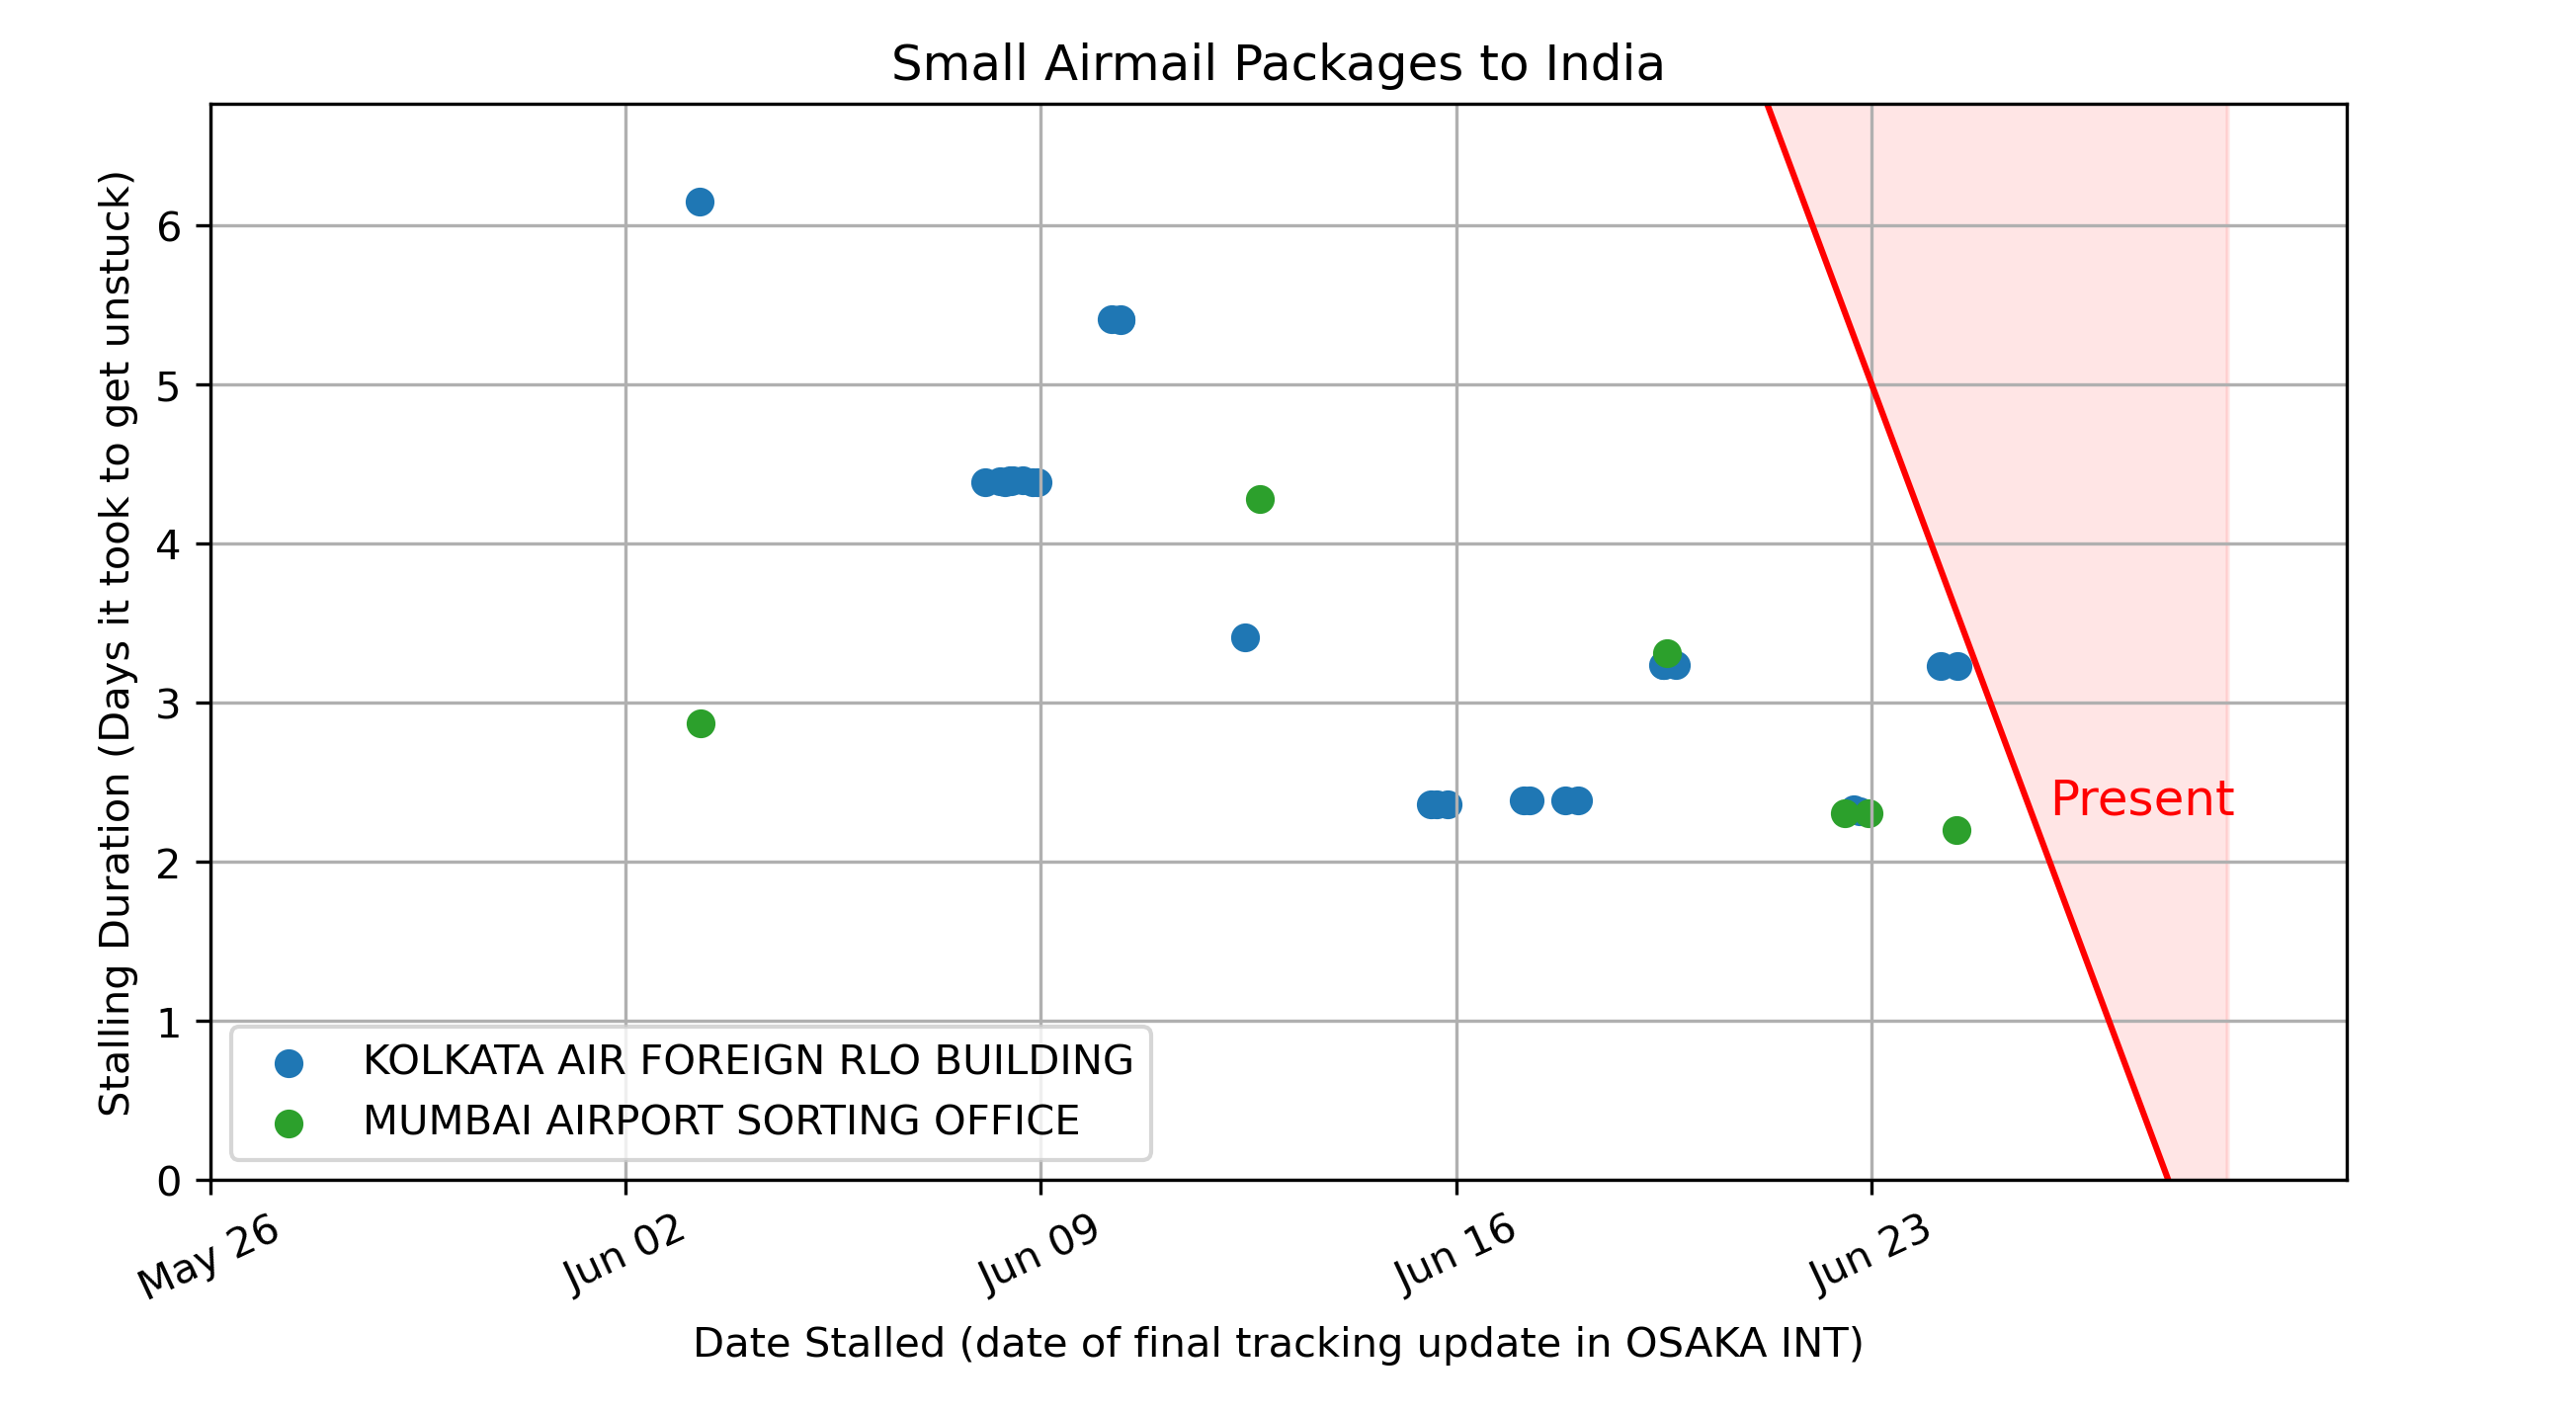 Small Airmail Packages to India
Stalling Duration (Days it took to get unstuck)
6
5
4
3
2
1
0
Present
KOLKATA AIR FOREIGN RLO BUILDING
MUMBAI AIRPORT SORTING OFFICE
May 26
Jun 02
Jun 09
Jun 16
Jun 23
Date Stalled (date of final tracking update in OSAKA INT)